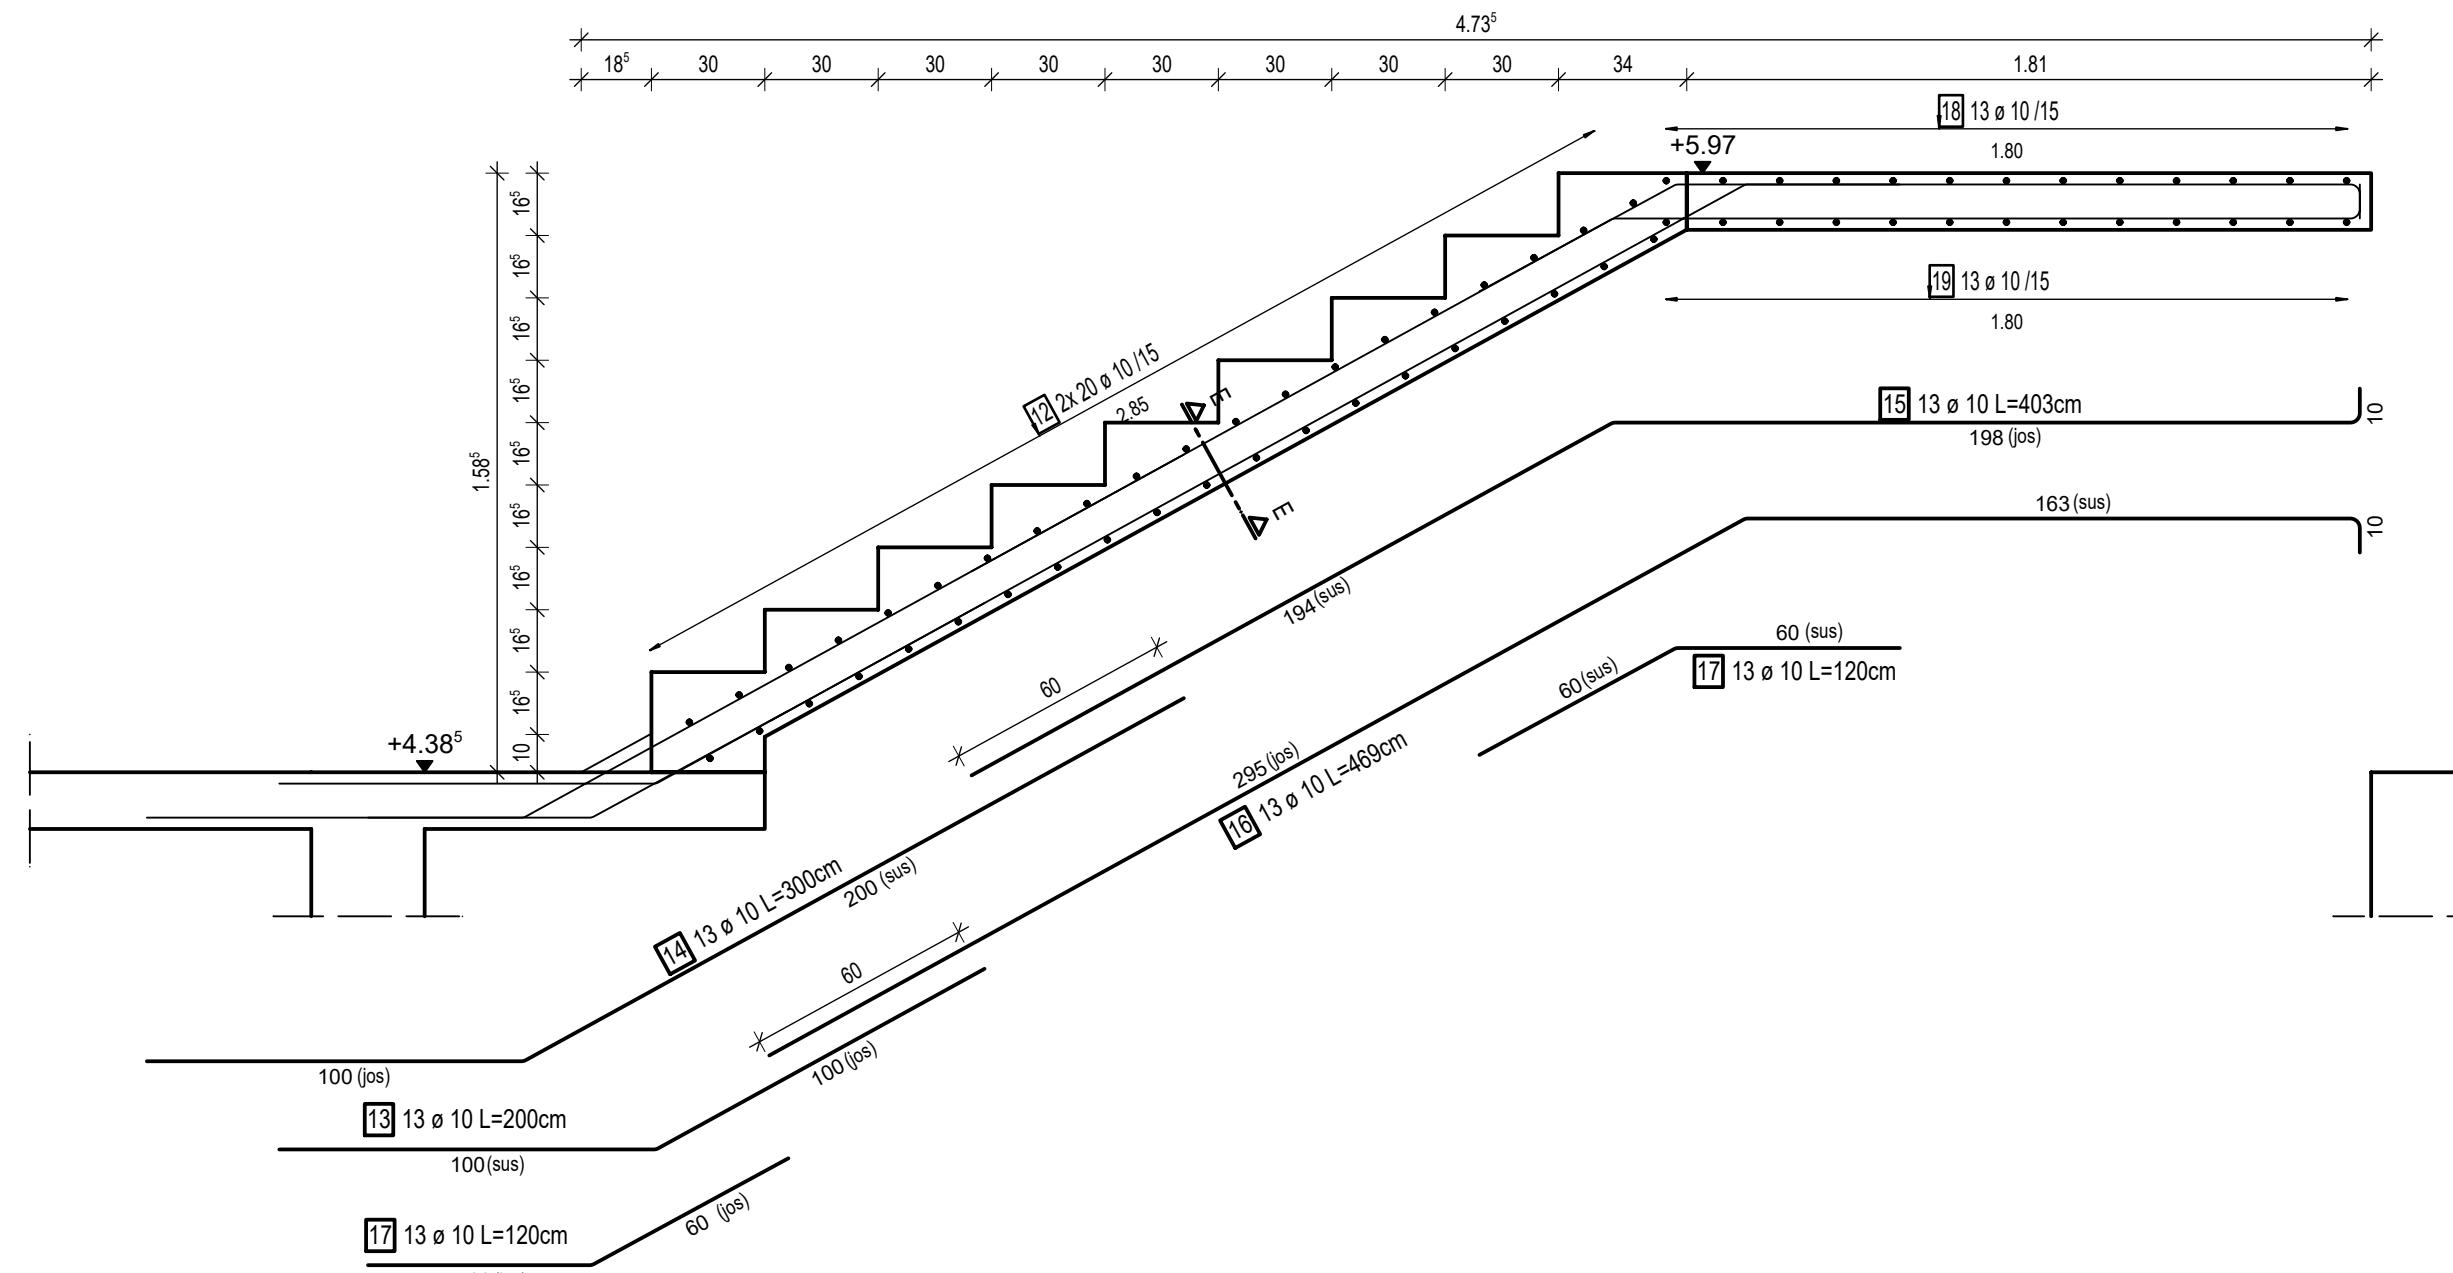 4.73⁵
18⁵ 30 30 30 30 30 30 30 30 34 1.81
18 13 ø 10 /15
1.80
+5.97
16⁵
16⁵
16⁵
16⁵
16⁵
16⁵
16⁵
16⁵
16⁵
10
1.58⁵
19 13 ø 10 /15
1.80
12 2x 20 ø 10 /15
2.85
E
E
15 13 ø 10 L=403cm
198 (jos)
10
194 (sus)
60
163 (sus)
10
295 (jos)
16 13 ø 10 L=469cm
60
60 (sus)
60 (sus)
17 13 ø 10 L=120cm
+4.38⁵
14 13 ø 10 L=300cm
200 (sus)
100 (jos)
13 13 ø 10 L=200cm
100 (sus)
100 (jos)
17 13 ø 10 L=120cm
60 (jos)